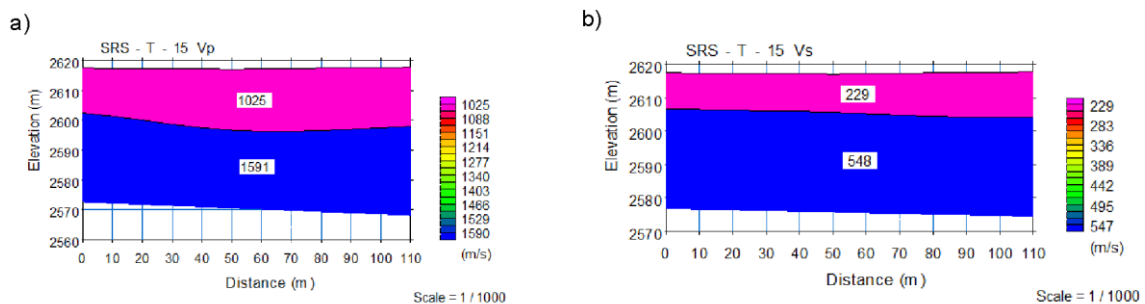 a)
SRS - T - 15 Vp
Elevation (m)
2620
2610
2600
2590
2580
2570
2560
1025
1591
0 10 20 30 40 50 60 70 80 90 100 110
Distance (m)
1025
1088
1151
1214
1277
1340
1403
1466
1529
1590
(m/s)
Scale = 1 / 1000
b)
SRS - T - 15 Vs
Elevation (m)
2620
2610
2600
2590
2580
2570
229
548
0 10 20 30 40 50 60 70 80 90 100 110
Distance (m)
229
283
336
389
442
495
547
(m/s)
Scale = 1 / 1000